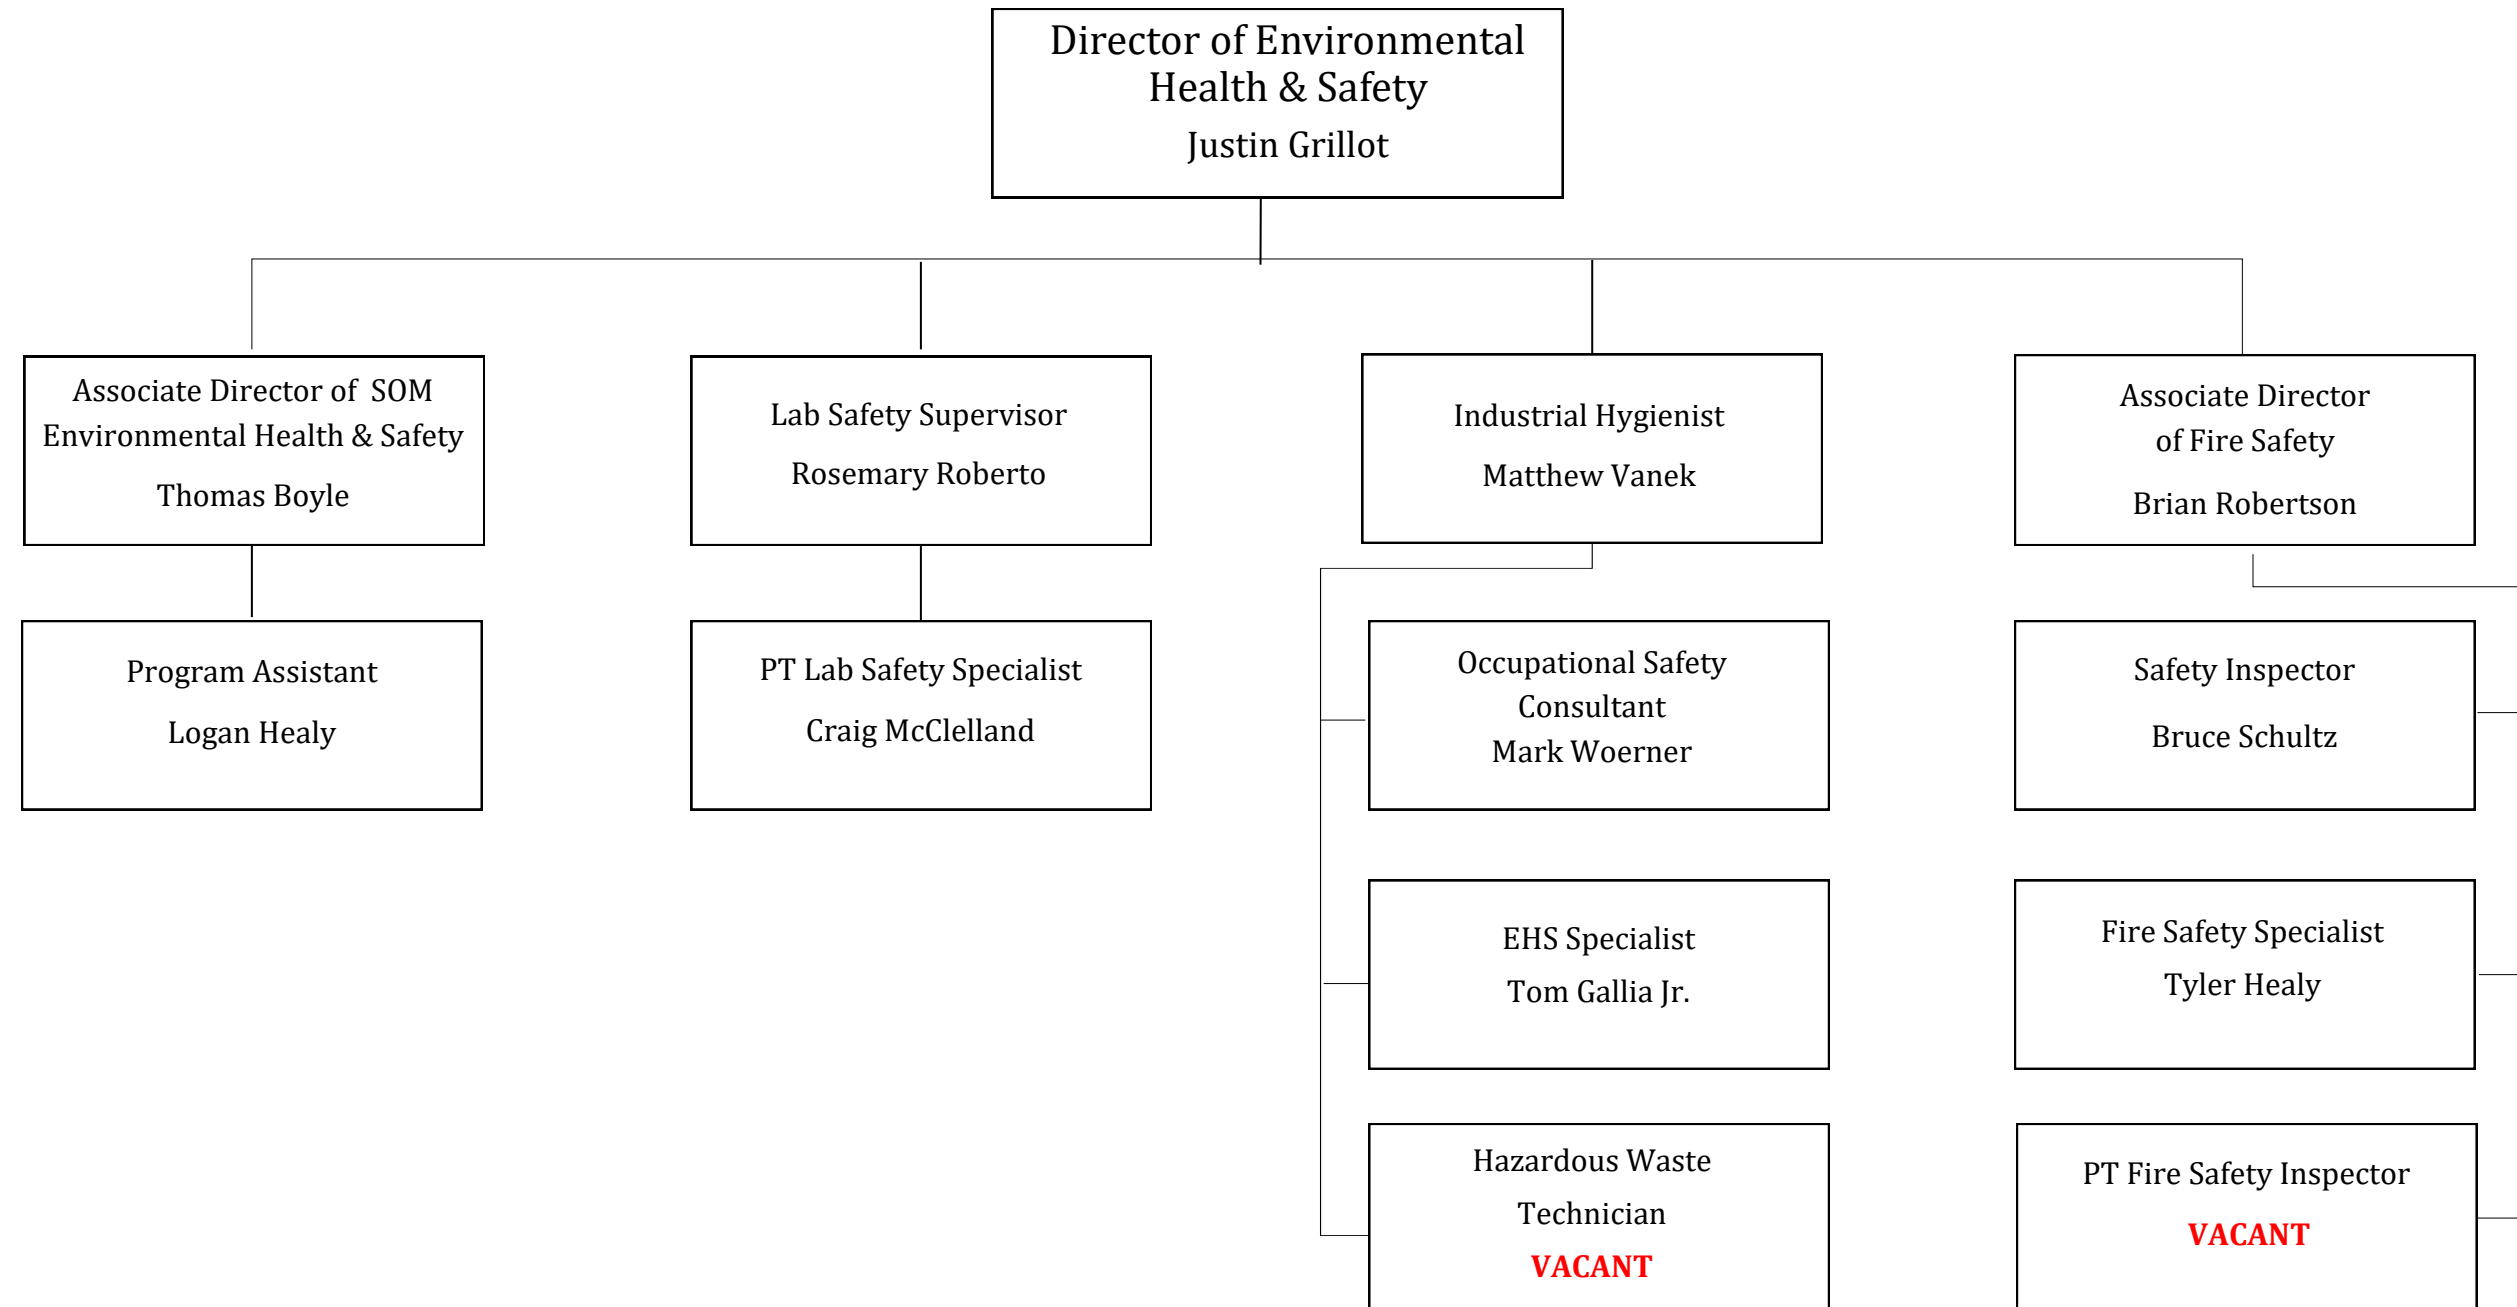 Director of Environmental
Health & Safety
Justin Grillot
Associate Director of SOM
Environmental Health & Safety
Thomas Boyle
Lab Safety Supervisor
Rosemary Roberto
Industrial Hygienist
Matthew Vanek
Associate Director
of Fire Safety
Brian Robertson
Program Assistant
Logan Healy
PT Lab Safety Specialist
Craig McClelland
Occupational Safety
Consultant
Mark Woerner
Safety Inspector
Bruce Schultz
EHS Specialist
Tom Gallia Jr.
Fire Safety Specialist
Tyler Healy
Hazardous Waste
Technician
VACANT
PT Fire Safety Inspector
VACANT